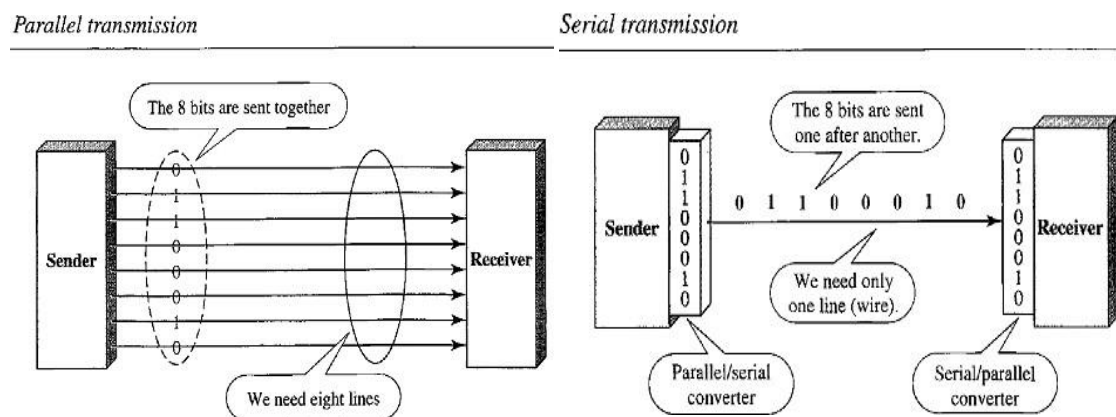 Parallel transmission
The 8 bits are sent together
0
1
1
0
0
0
1
0
Sender
Receiver
We need eight lines
Serial transmission
The 8 bits are sent
one after another.
0
1
1
0
0
0
1
0
Sender
0 1 1 0 0 0 1 0
0
1
1
0
0
0
1
0
Receiver
We need only
one line (wire).
Parallel/serial
converter
Serial/parallel
converter